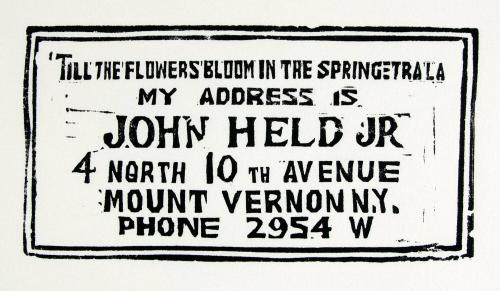 'TILL THE FLOWERS BLOOM IN THE SPRING=TRA LA
MY ADDRESS IS
JOHN HELD JR
4 NORTH 10 TH AVENUE
MOUNT VERNON N.Y.
PHONE 2954 W